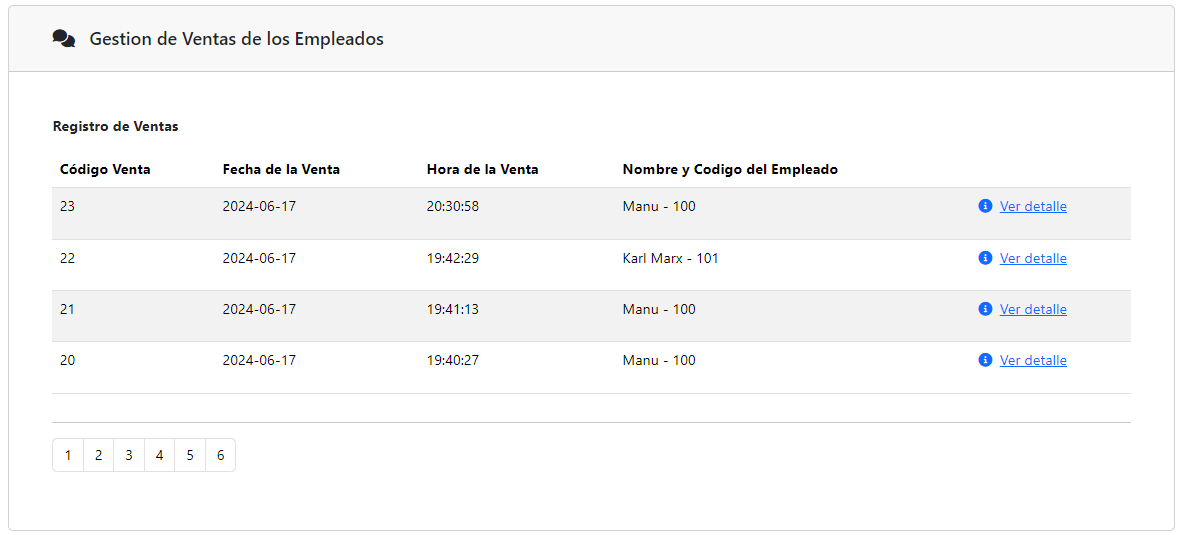 Gestion de Ventas de los Empleados
Registro de Ventas
Código Venta Fecha de la Venta Hora de la Venta Nombre y Codigo del Empleado
23 2024-06-17 20:30:58 Manu - 100 Ver detalle
22 2024-06-17 19:42:29 Karl Marx - 101 Ver detalle
21 2024-06-17 19:41:13 Manu - 100 Ver detalle
20 2024-06-17 19:40:27 Manu - 100 Ver detalle
1 2 3 4 5 6